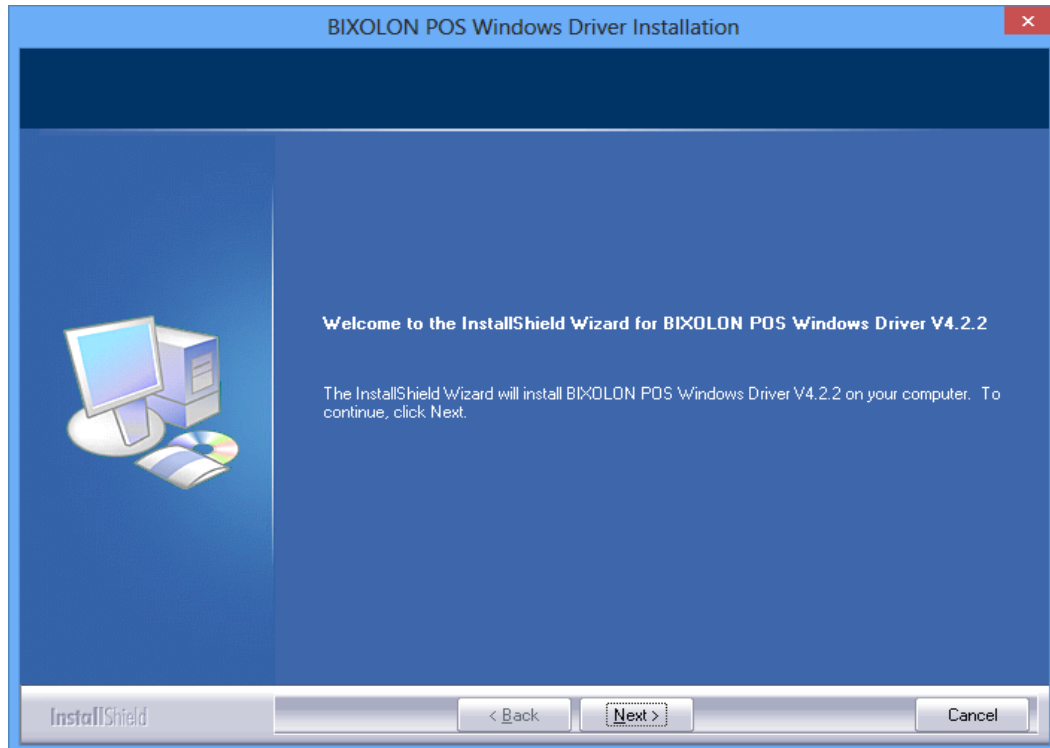 BIXOLON POS Windows Driver Installation
Welcome to the InstallShield Wizard for BIXOLON POS Windows Driver V4.2.2
The InstallShield Wizard will install BIXOLON POS Windows Driver V4.2.2 on your computer. To
continue, click Next.
InstallShield
< Back
Next >
Cancel